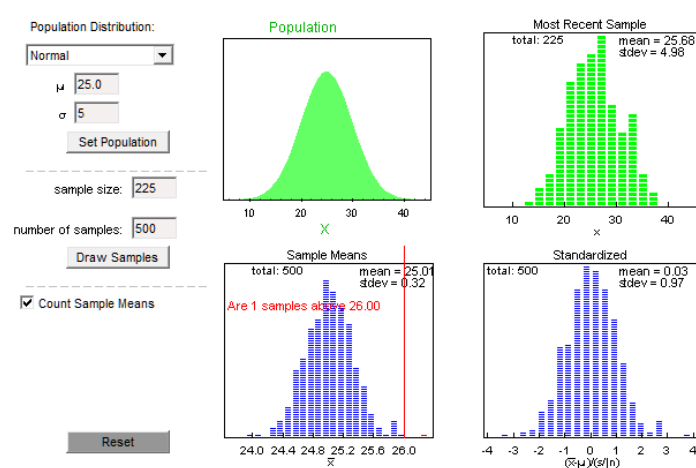 Population Distribution:
Normal
μ 25.0
σ 5
Set Population
sample size: 225
number of samples: 500
Draw Samples
Count Sample Means
Reset
Population
10 20 30 40
X
Most Recent Sample
total: 225 mean = 25.68
stdev = 4.98
10 20 30 40
x
Sample Means
total: 500 mean = 25.01
stdev = 0.32
Are 1 samples above 26.00
24.0 24.4 24.8 25.2 25.6 26.0
x̅
Standardized
total: 500 mean = 0.03
stdev = 0.97
-4 -3 -2 -1 0 1 2 3 4